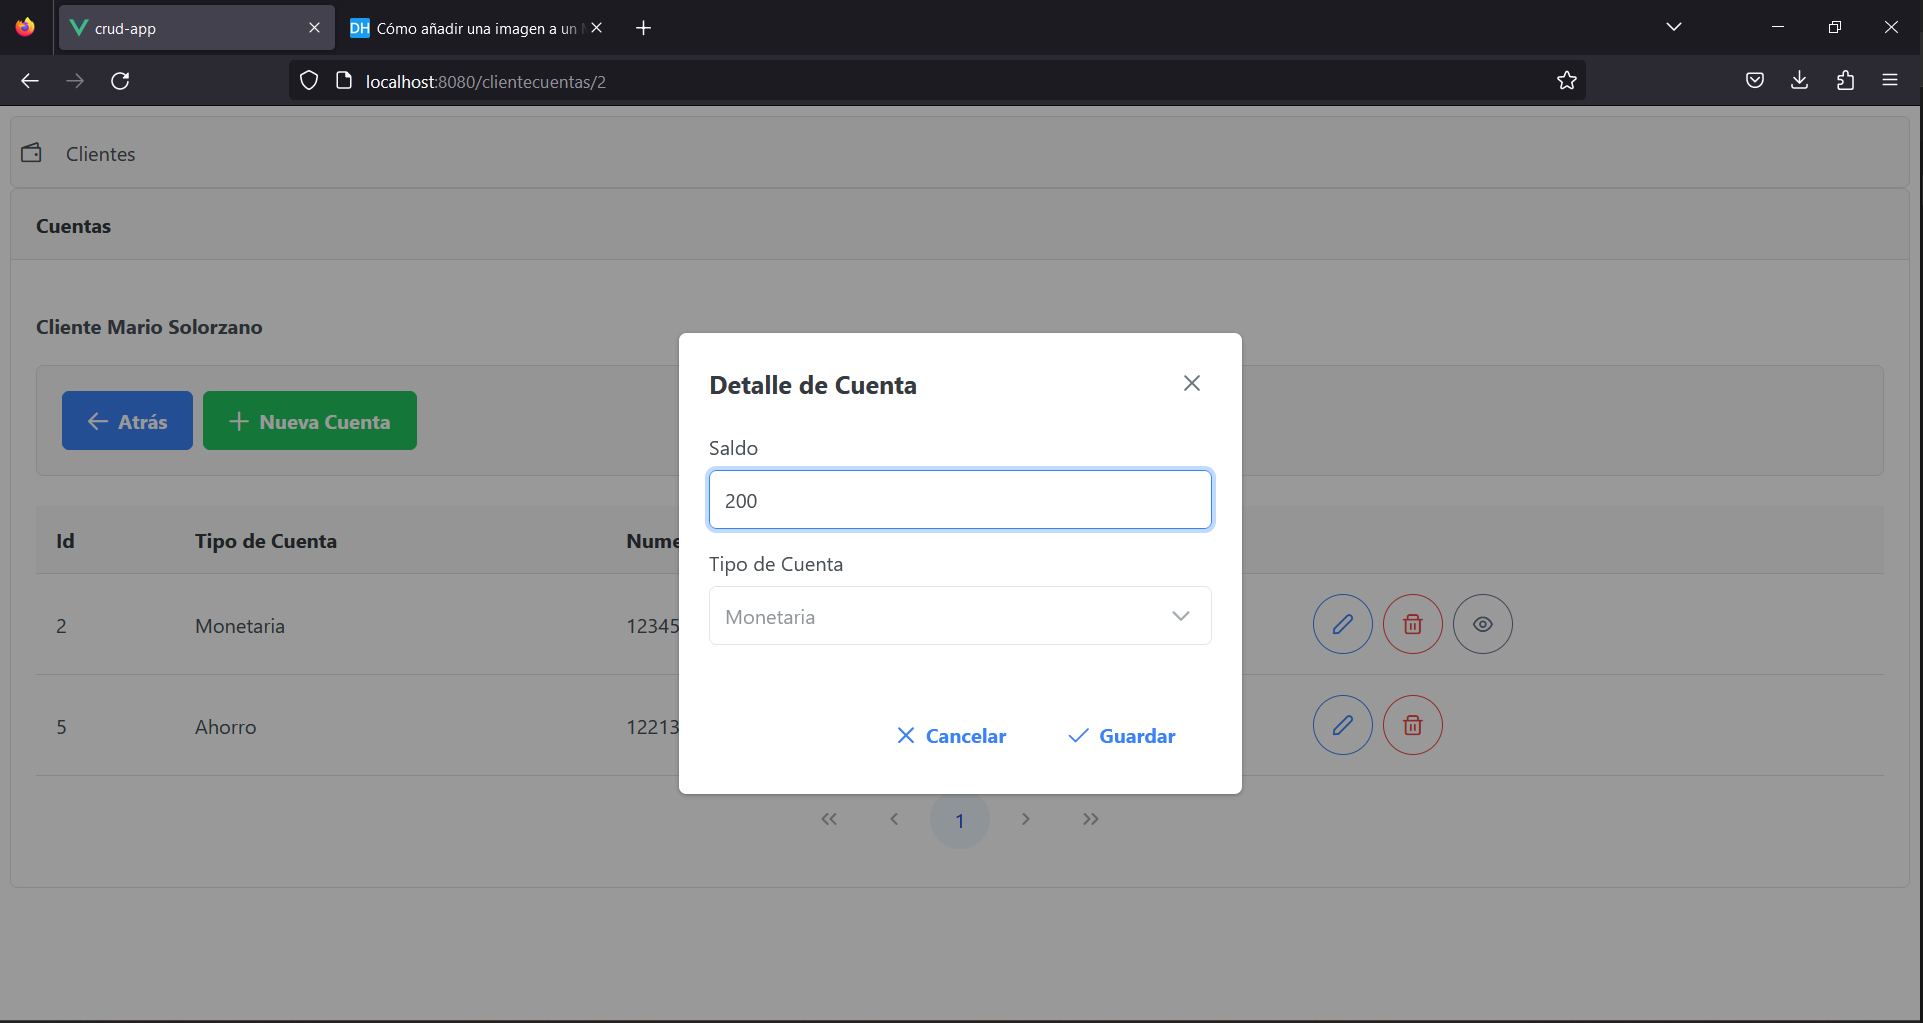 crud-app
DH Cómo añadir una imagen a un
localhost:8080/clientecuentas/2
Clientes
Cuentas
Cliente Mario Solorzano
Atrás
Nueva Cuenta
Detalle de Cuenta
Saldo
200
Tipo de Cuenta
Monetaria
Cancelar
Guardar
Id Tipo de Cuenta Nume
2 Monetaria 12345
5 Ahorro 12213
1